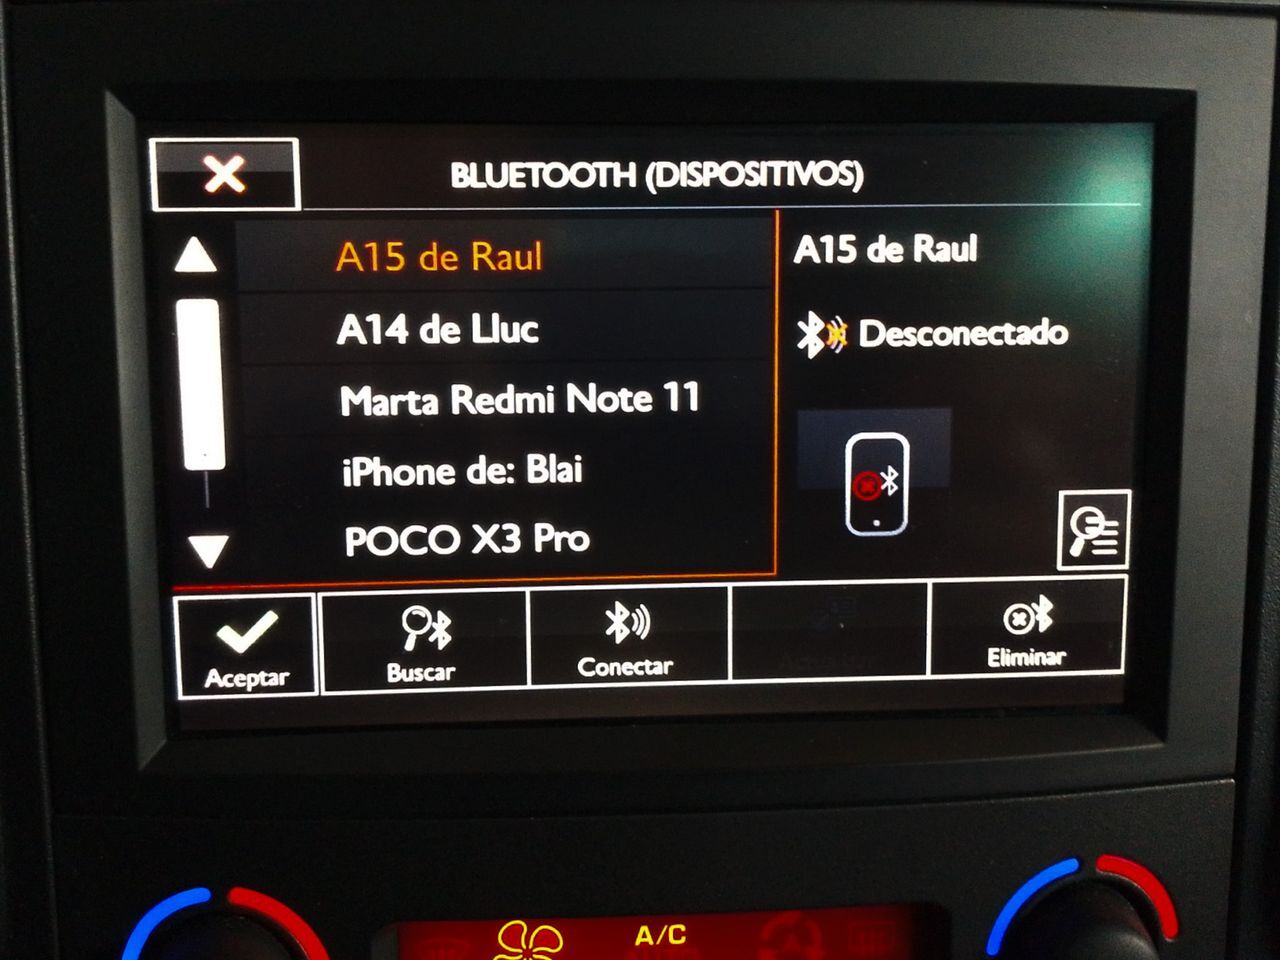 BLUETOOTH (DISPOSITIVOS)
A15 de Raul
A14 de Lluc
Marta Redmi Note 11
iPhone de: Blai
POCO X3 Pro
A15 de Raul
Desconectado
Aceptar
Buscar
Conectar
Eliminar
A/C